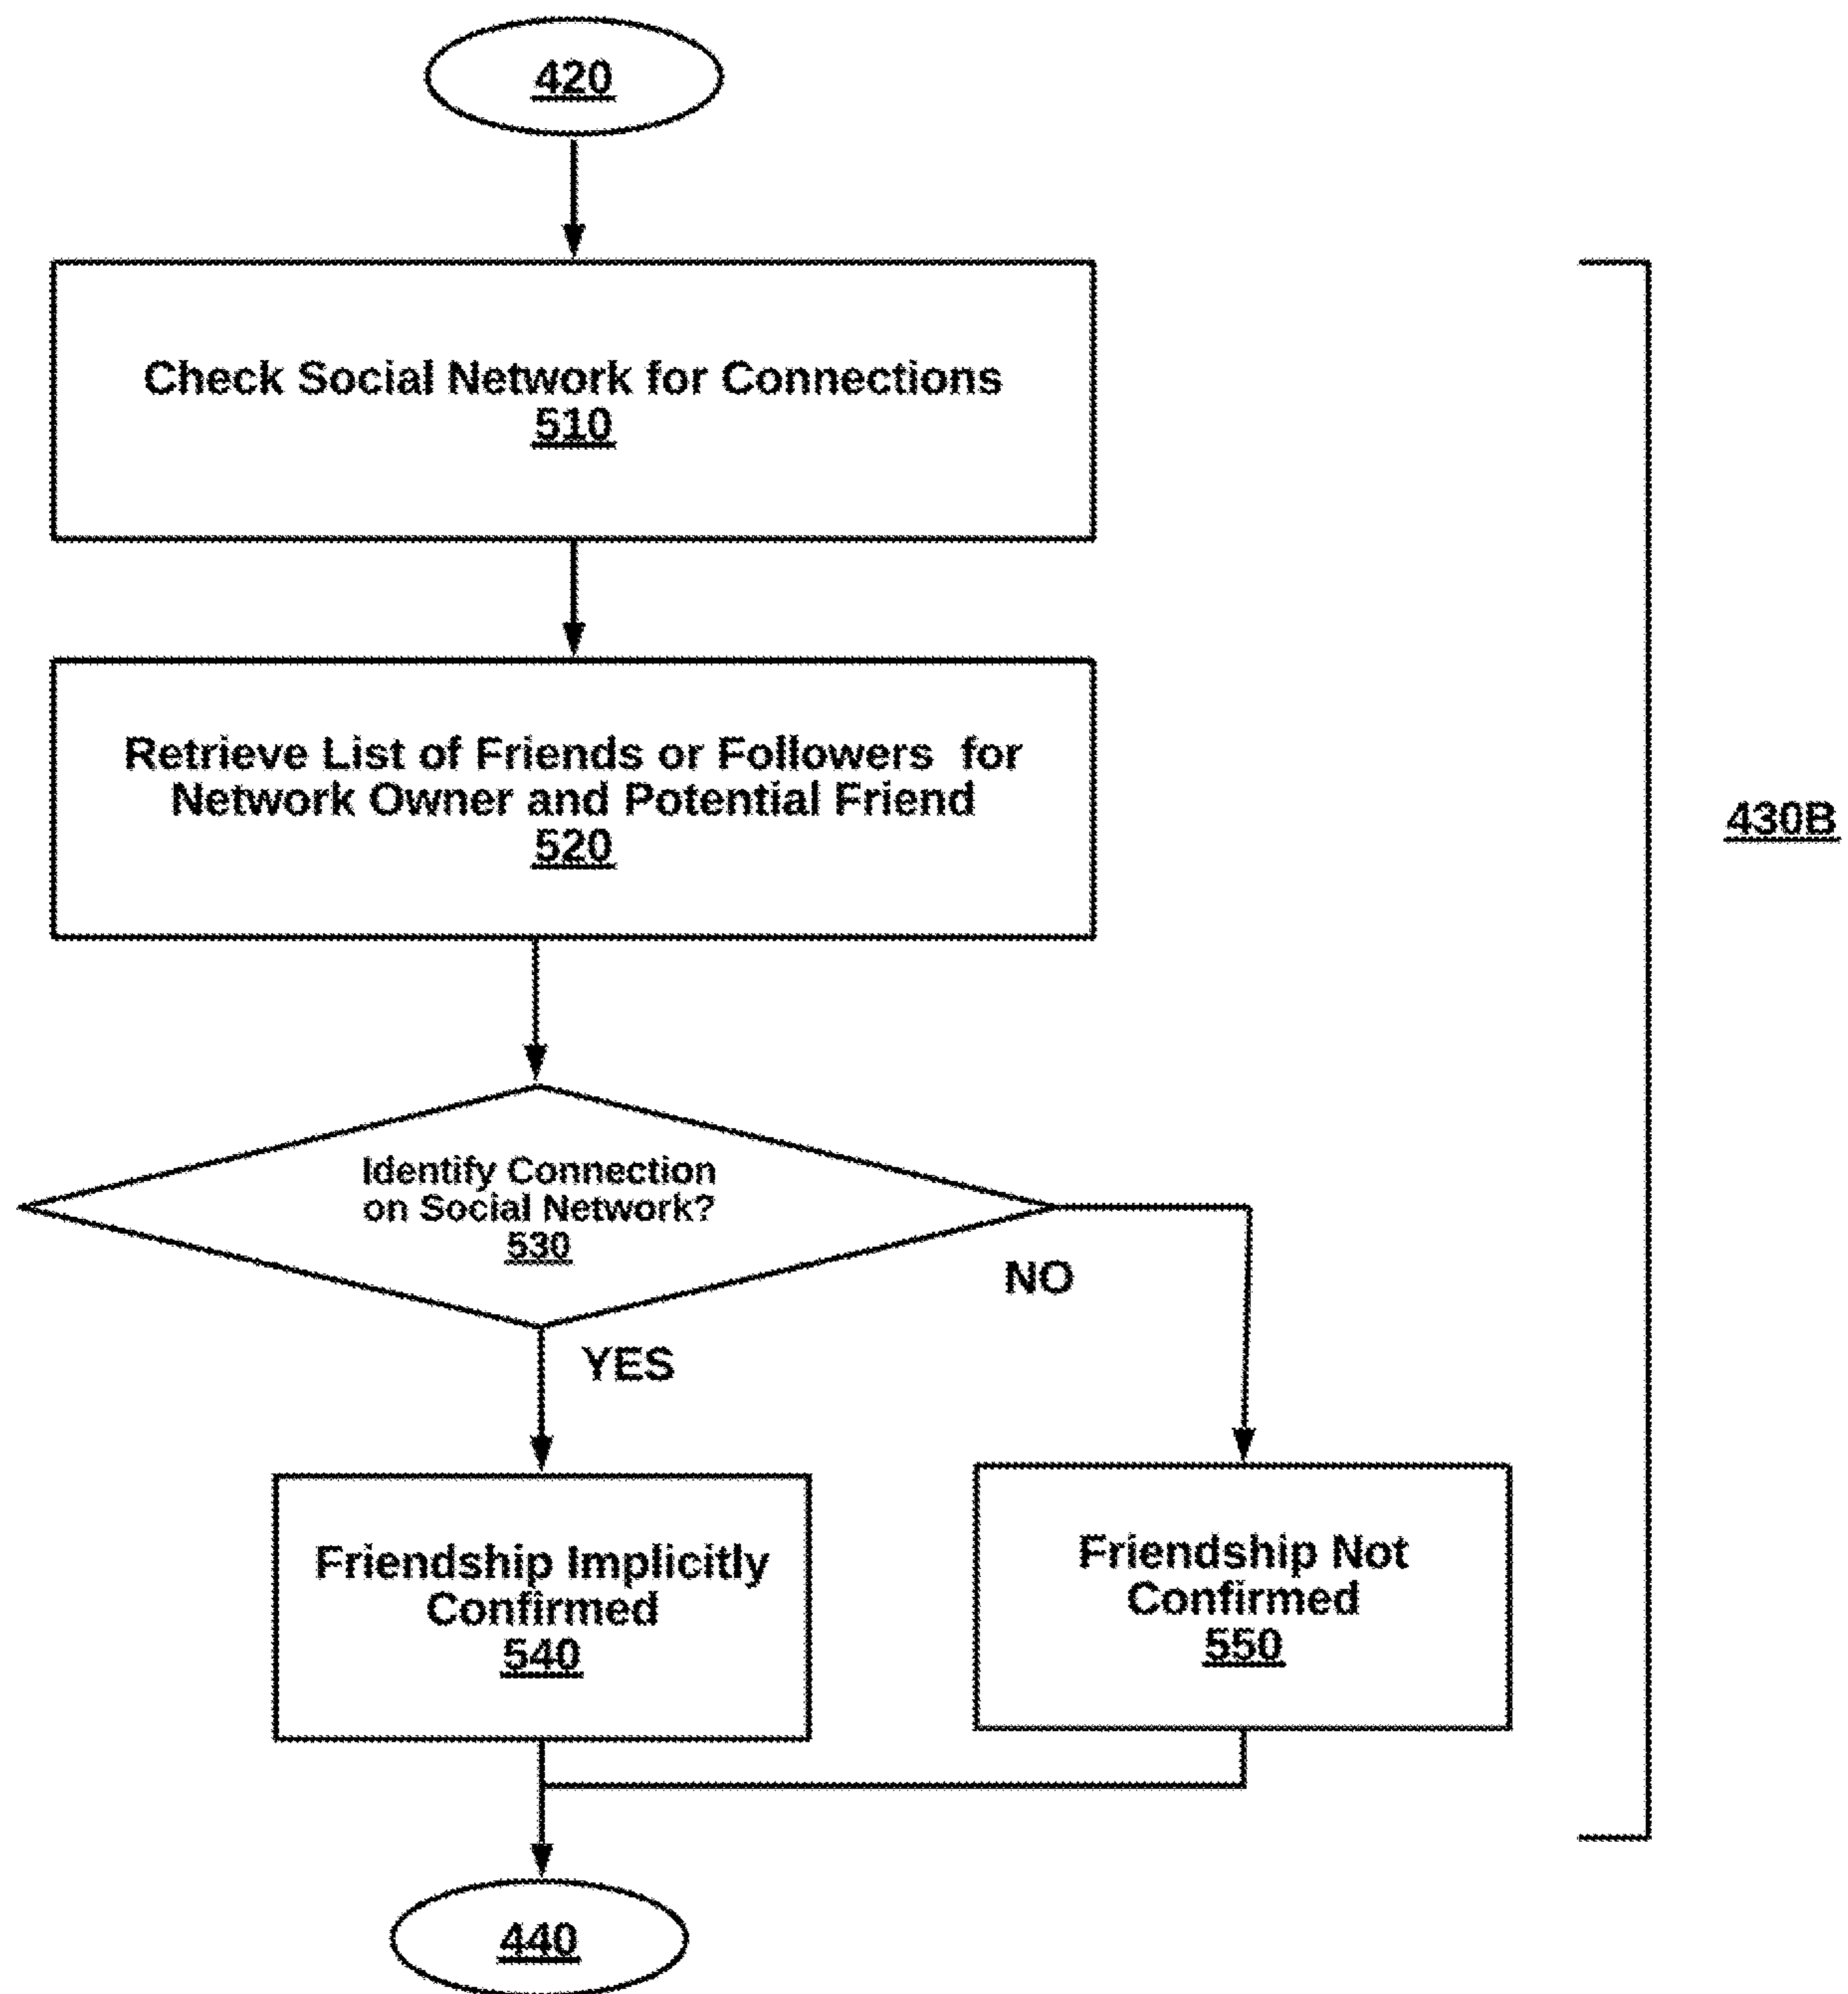 420
Check Social Network for Connections
510
Retrieve List of Friends or Followers  for
Network Owner and Potential Friend
520
430B
Identify Connection
on Social Network?
530
NO
YES
Friendship Implicitly
Confirmed
540
Friendship Not
Confirmed
550
440